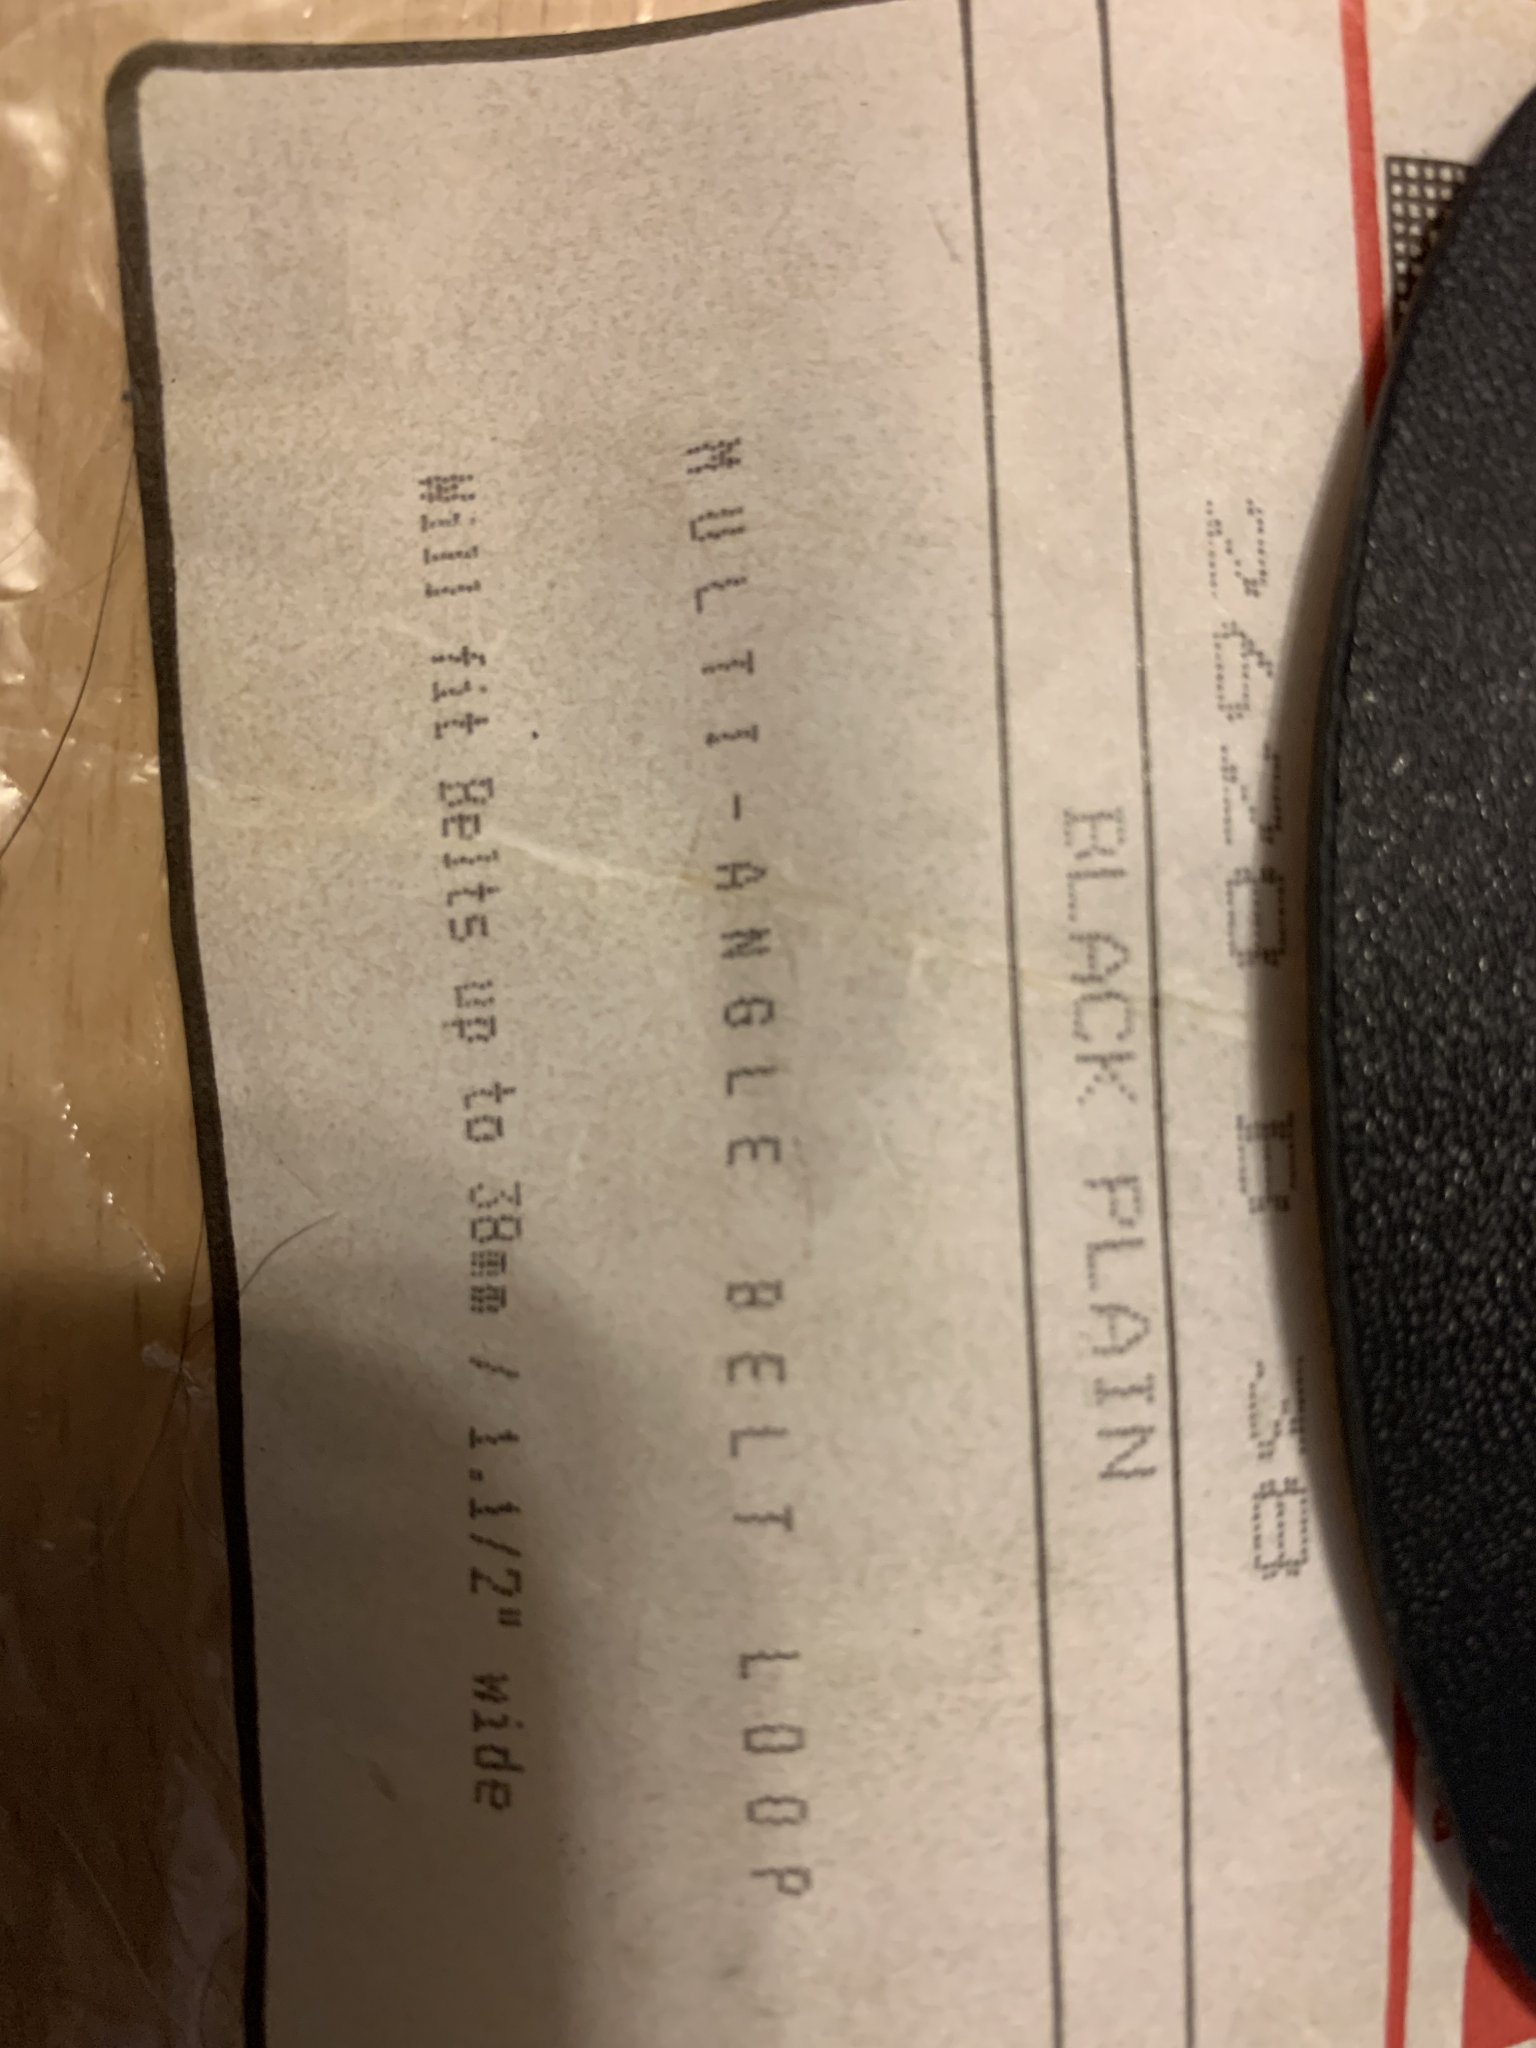 BLACK PLAIN
MULTI-ANGLE BELT LOOP
Will fit Belts up to 38mm / 1.1/2" wide